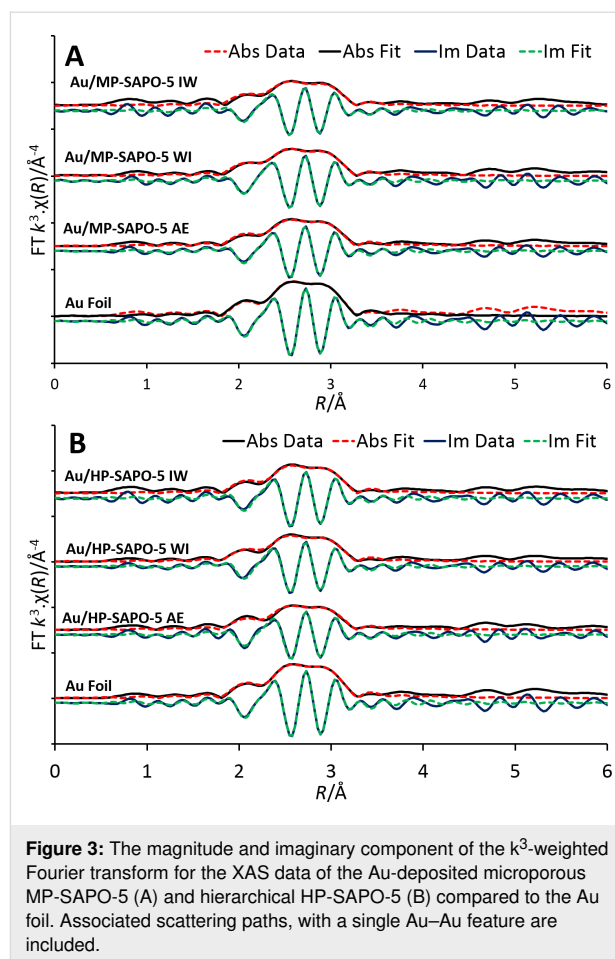 A
Abs Data Abs Fit Im Data Im Fit
Au/MP-SAPO-5 IW
Au/MP-SAPO-5 WI
Au/MP-SAPO-5 AE
Au Foil
FT k³.χ(R)/Å⁻⁴
0 1 2 3 4 5 6
R/Å
B
Abs Data Abs Fit Im Data Im Fit
Au/HP-SAPO-5 IW
Au/HP-SAPO-5 WI
Au/HP-SAPO-5 AE
Au Foil
FT k³.χ(R)/Å⁻⁴
0 1 2 3 4 5 6
R/Å
Figure 3: The magnitude and imaginary component of the k³-weighted
Fourier transform for the XAS data of the Au-deposited microporous
MP-SAPO-5 (A) and hierarchical HP-SAPO-5 (B) compared to the Au
foil. Associated scattering paths, with a single Au–Au feature are
included.